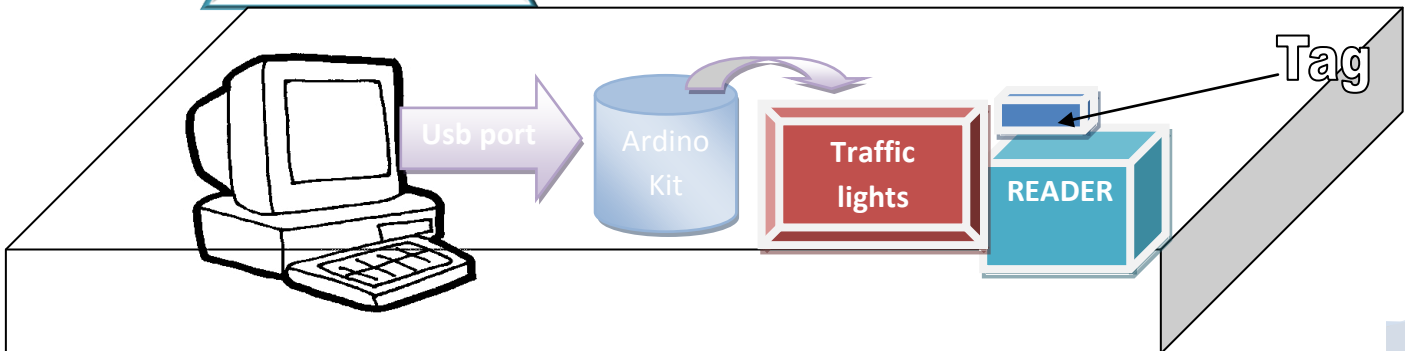 Tag
Usb port
Ardino
Kit
Traffic
lights
READER